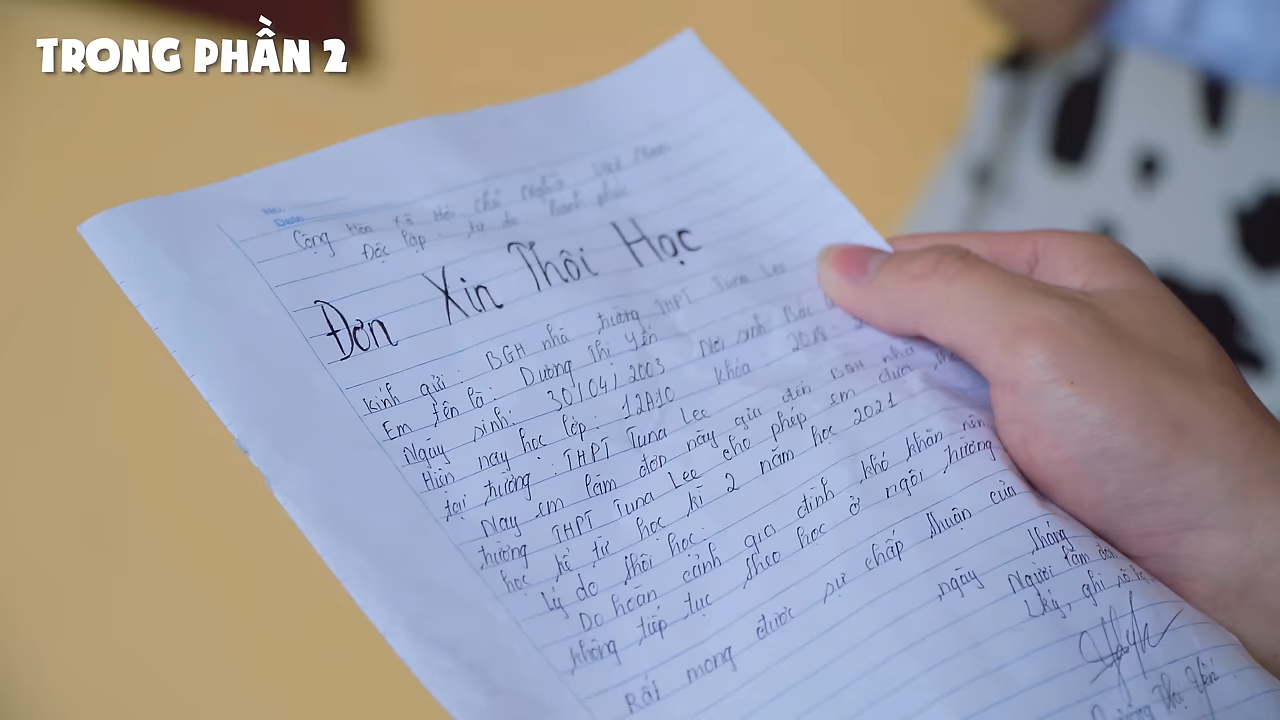 TRONG PHẦN 2
Cộng Hòa Xã Hội Chủ Nghĩa Việt Nam
Độc lập - tự do - hạnh phúc
Đơn Xin Thôi Học
Kính gửi: BGH nhà trường THPT Tuna Lee
Em tên là: Dương Thị Yến
Ngày sinh: 30/04/2003 Nơi sinh Bắc
Hiện nay học lớp: 12A10 khóa 2018-
tại trường: THPT Tuna Lee
Nay em làm đơn này gửi đến BGH nhà
trường THPT Tuna Lee cho phép em được
học kể từ học kì 2 năm học 2021
Lý do thôi học:
Do hoàn cảnh gia đình khó khăn nên
không tiếp tục theo học ở ngôi trường
Rất mong được sự chấp thuận của
ngày tháng
Người làm đơn
(ký, ghi rõ